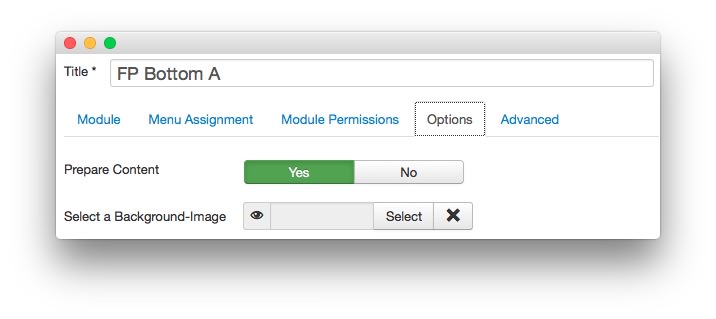 Title * FP Bottom A
Module Menu Assignment Module Permissions Options Advanced
Prepare Content Yes No
Select a Background-Image Select